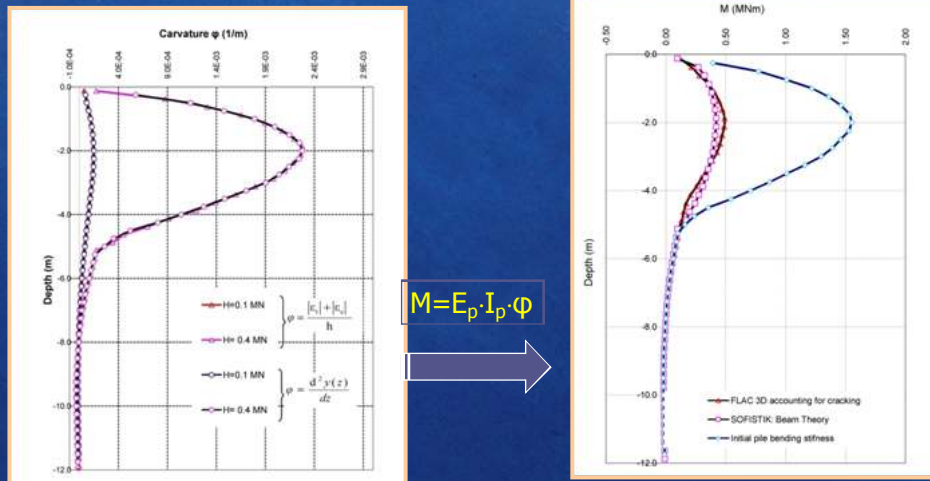 Carvature φ (1/m)
-1.0E-04 4.0E-04 9.0E-04 1.4E-03 1.9E-03 2.4E-03 2.9E-03
0.0
-2.0
-4.0
-6.0
-8.0
-10.0
-12.0
Depth (m)
H=0.1 MN
H= 0.4 MN
φ = |ε
|+|ε
|
h
H=0.1 MN
H= 0.4 MN
φ = d²y(z)
dz
M=Ep·Ip·φ
M (MNm)
-0.50 0.00 0.50 1.00 1.50 2.00
0.0
-2.0
-4.0
-6.0
-8.0
-10.0
-12.0
Depth (m)
FLAC 3D accounting for cracking
SOFISTIK: Beam Theory
Initial pile bending stifness